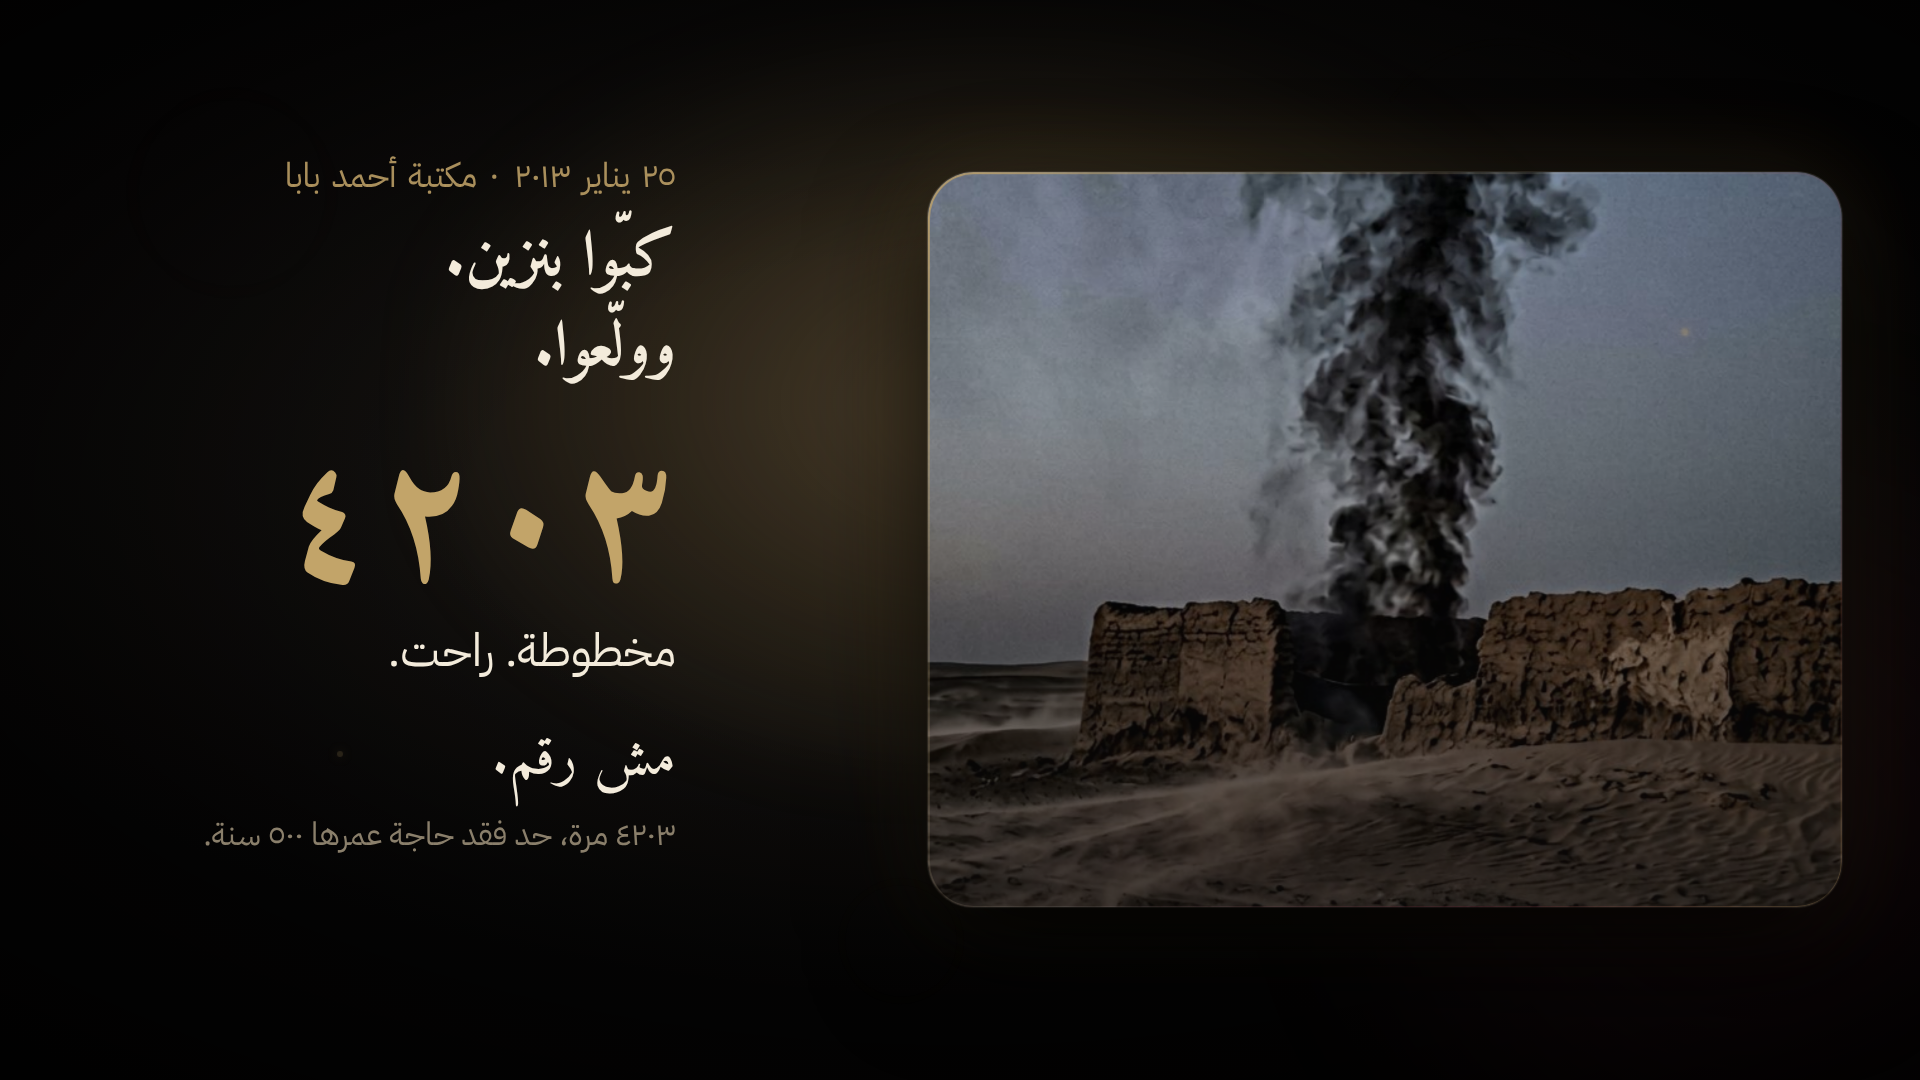 ٢٥ يناير ٢٠١٣ · مكتبة أحمد بابا
كبّوا بنزين.
وولّعوا.
٤٢٠٣
مخطوطة. راحت.
مش رقم.
٤٢٠٣ مرة، حد فقد حاجة عمرها ٥٠٠ سنة.